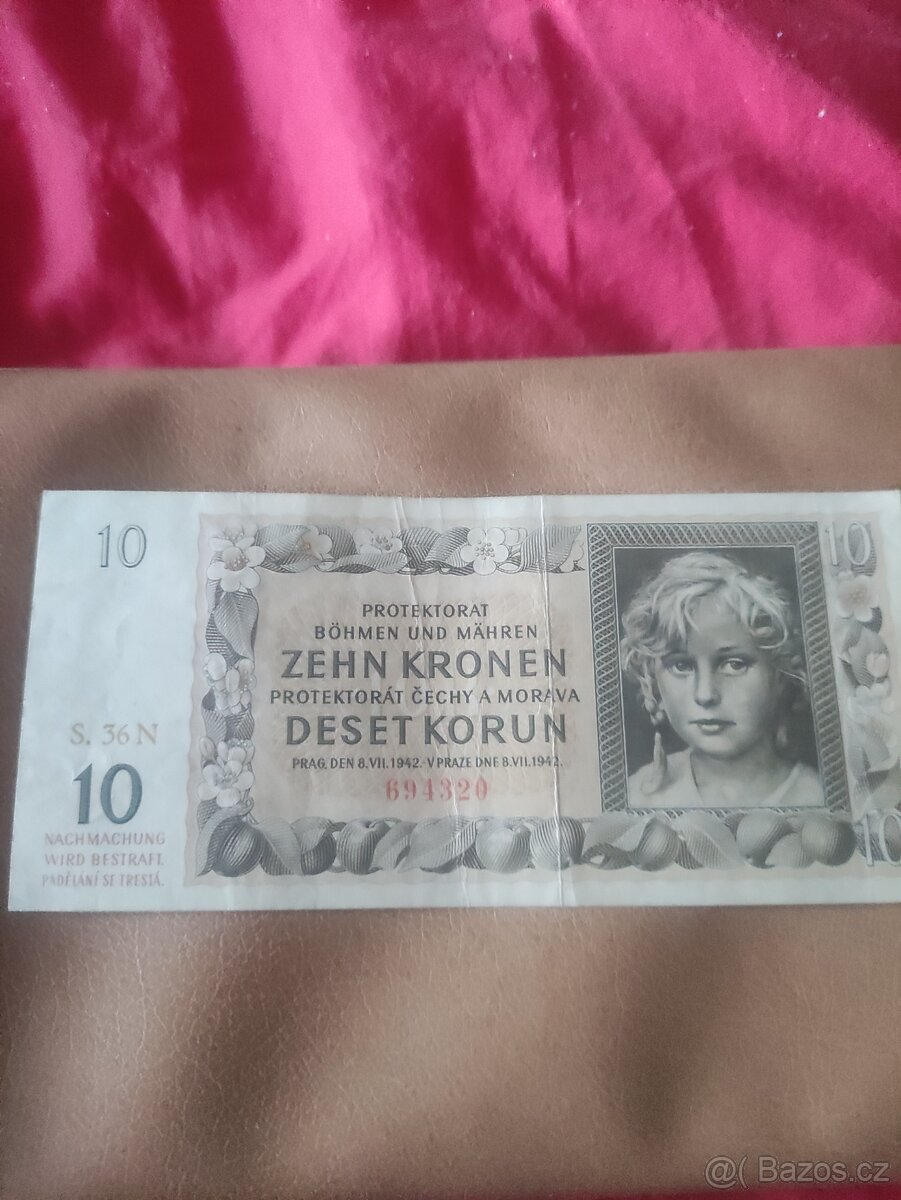 10
10
PROTEKTORAT
BÖHMEN UND MÄHREN
ZEHN KRONEN
PROTEKTORÁT ČECHY A MORAVA
DESET KORUN
PRAG, DEN 8.VII.1942.-V PRAZE DNE 8.VII.1942.
694320
S. 36 N
10
NACHMACHUNG
WIRD BESTRAFT.
PADĚLÁNÍ SE TRESTÁ.
10
@( Bazos.cz